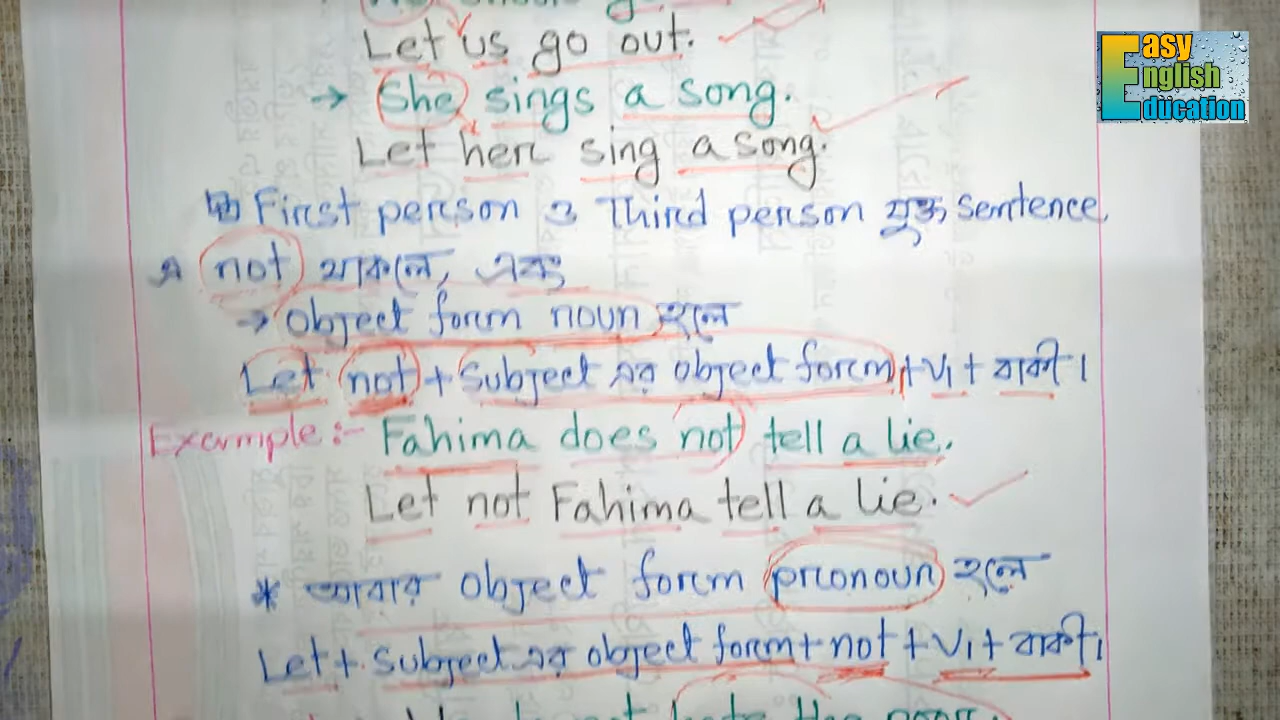 Let us go out.
→ She sings a song.
Let her sing a song.
First person ও Third person যুক্ত sentence
এ not থাকলে, এবং
→ object form noun হলে
Let not + subject এর object form + V1 + বাকী।
Example:- Fahima does not tell a lie.
Let not Fahima tell a lie.
* আবার object form pronoun হলে
Let + subject এর object form + not + V1 + বাকী।
the poor.
Easy
English
Education